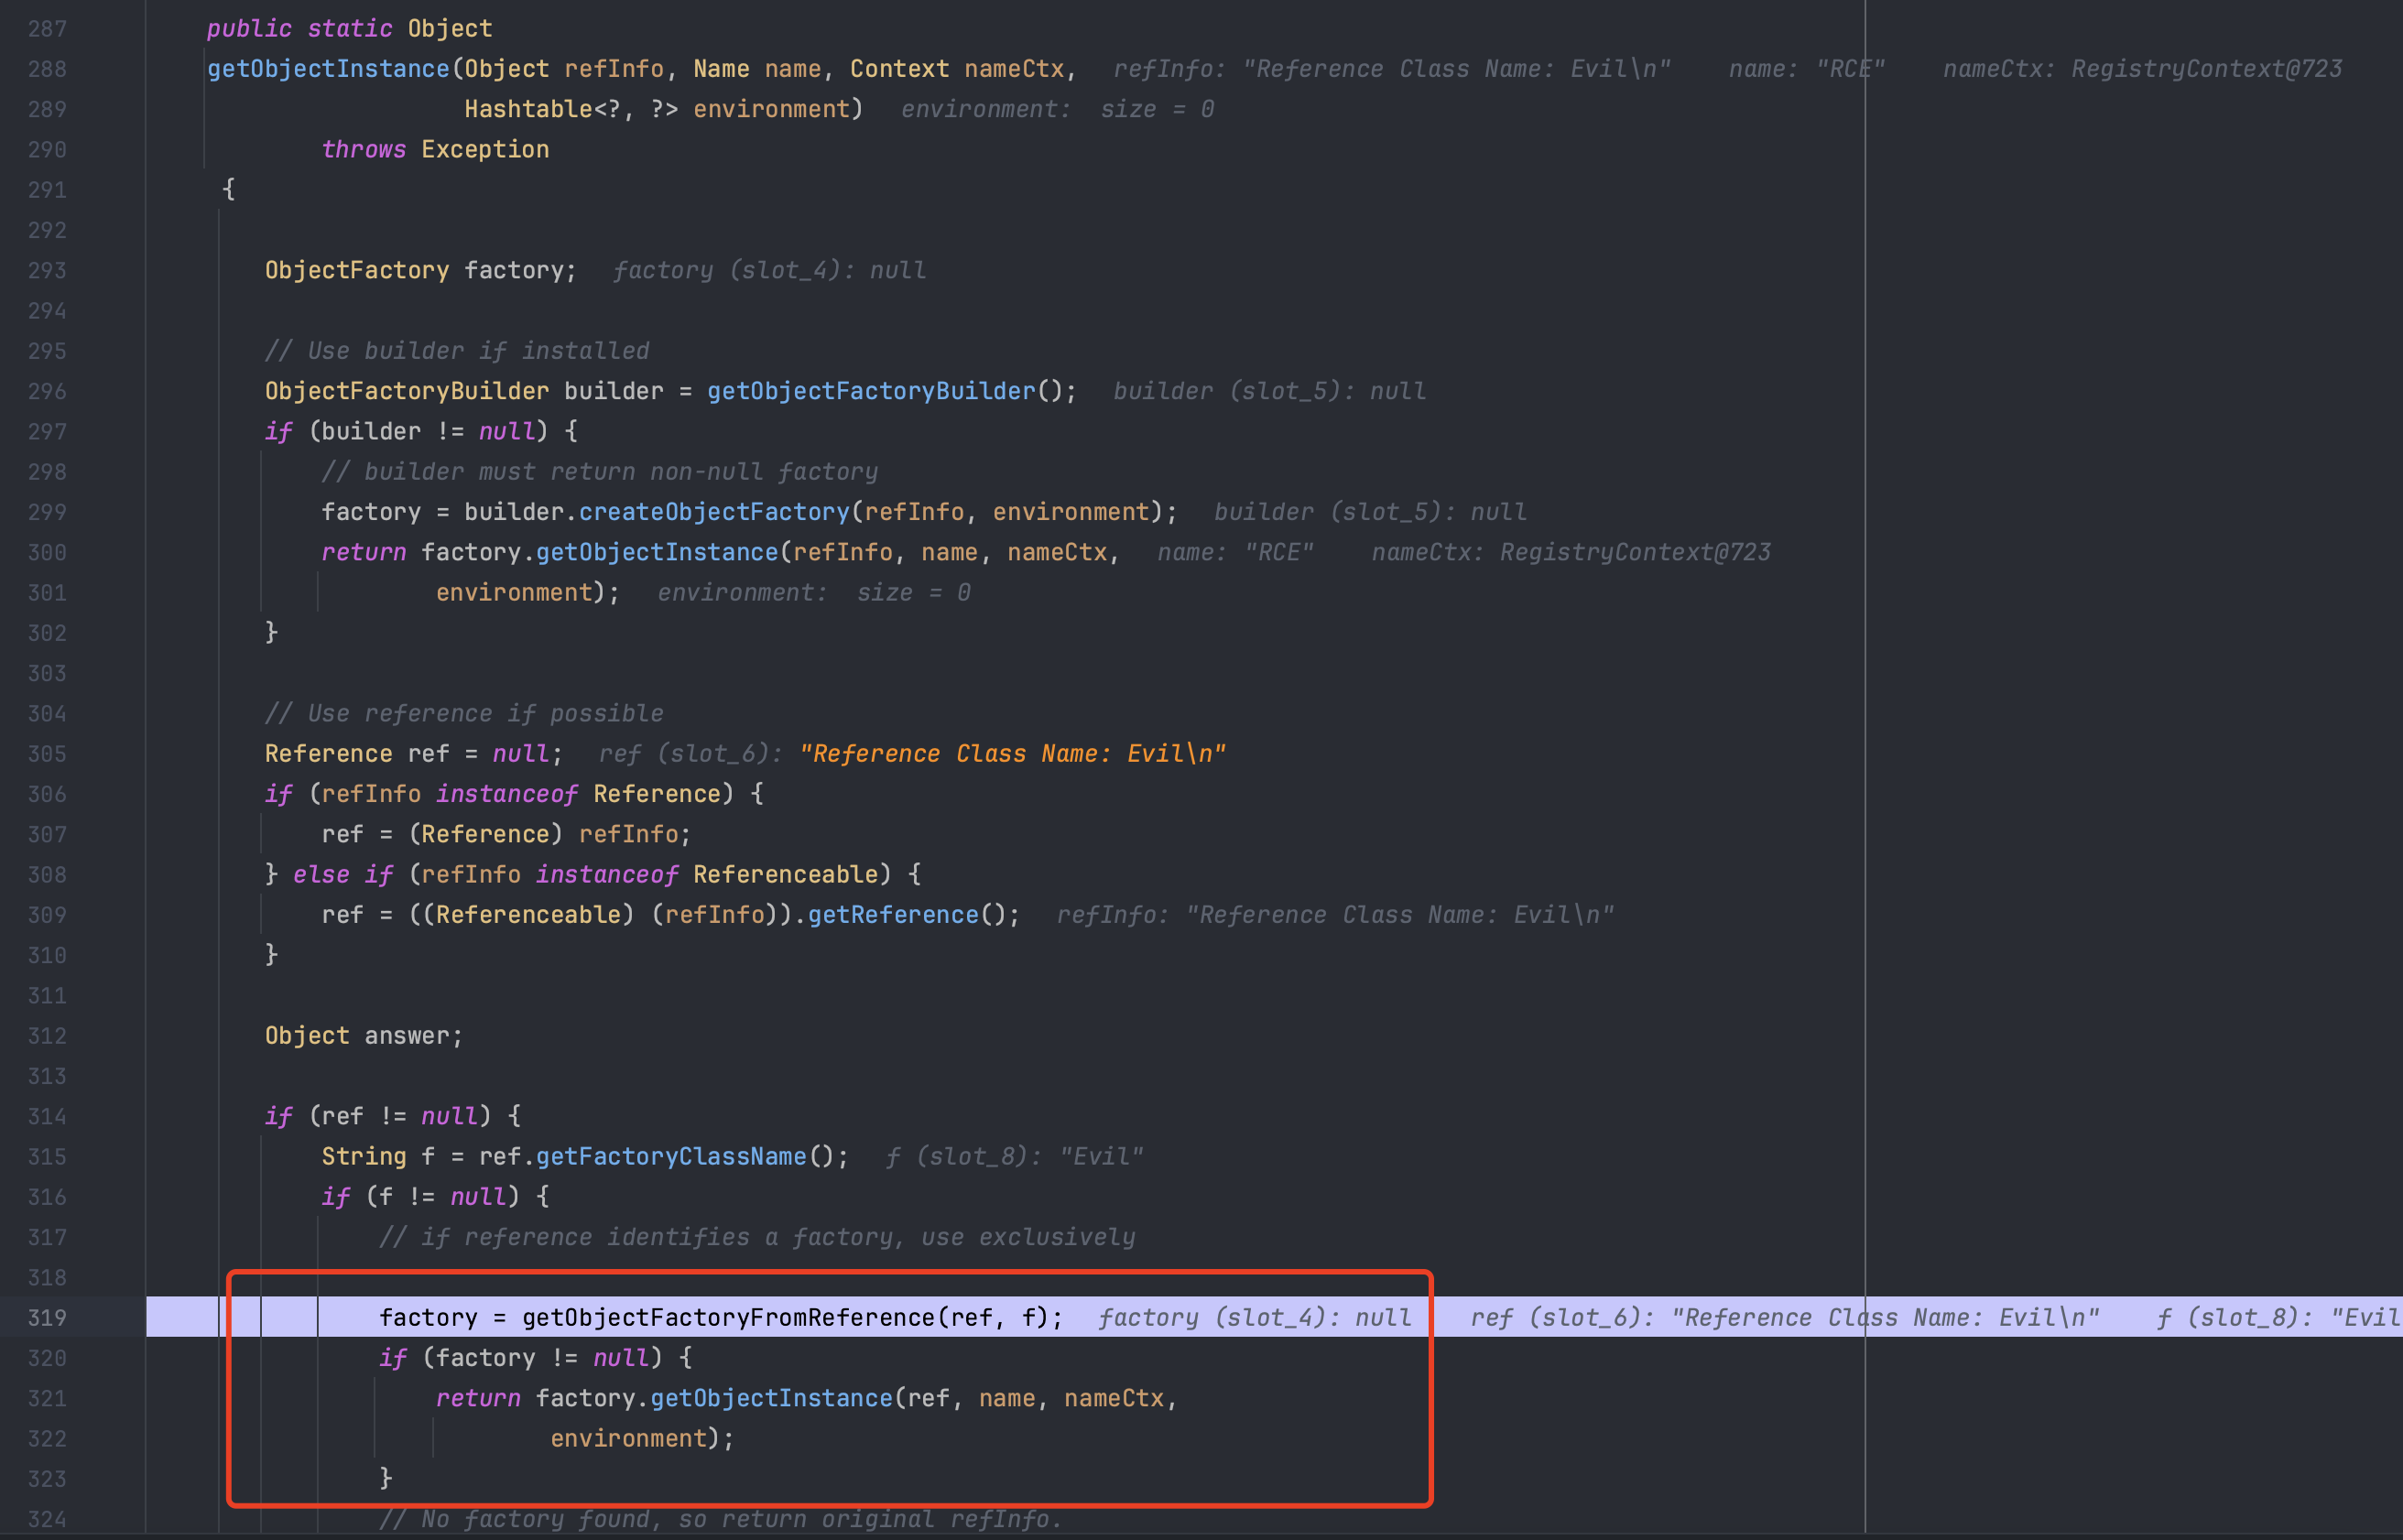 287 public static Object
288 getObjectInstance(Object refInfo, Name name, Context nameCtx, refInfo: "Reference Class Name: Evil\n" name: "RCE" nameCtx: RegistryContext@723
289 Hashtable<?, ?> environment) environment: size = 0
290 throws Exception
291 {
292
293 ObjectFactory factory; factory (slot_4): null
294
295 // Use builder if installed
296 ObjectFactoryBuilder builder = getObjectFactoryBuilder(); builder (slot_5): null
297 if (builder != null) {
298 // builder must return non-null factory
299 factory = builder.createObjectFactory(refInfo, environment); builder (slot_5): null
300 return factory.getObjectInstance(refInfo, name, nameCtx, name: "RCE" nameCtx: RegistryContext@723
301 environment); environment: size = 0
302 }
303
304 // Use reference if possible
305 Reference ref = null; ref (slot_6): "Reference Class Name: Evil\n"
306 if (refInfo instanceof Reference) {
307 ref = (Reference) refInfo;
308 } else if (refInfo instanceof Referenceable) {
309 ref = ((Referenceable) (refInfo)).getReference(); refInfo: "Reference Class Name: Evil\n"
310 }
311
312 Object answer;
313
314 if (ref != null) {
315 String f = ref.getFactoryClassName(); f (slot_8): "Evil"
316 if (f != null) {
317 // if reference identifies a factory, use exclusively
318
319 factory = getObjectFactoryFromReference(ref, f); factory (slot_4): null ref (slot_6): "Reference Class Name: Evil\n" f (slot_8): "Evil
320 if (factory != null) {
321 return factory.getObjectInstance(ref, name, nameCtx,
322 environment);
323 }
324 // No factory found, so return original refInfo.